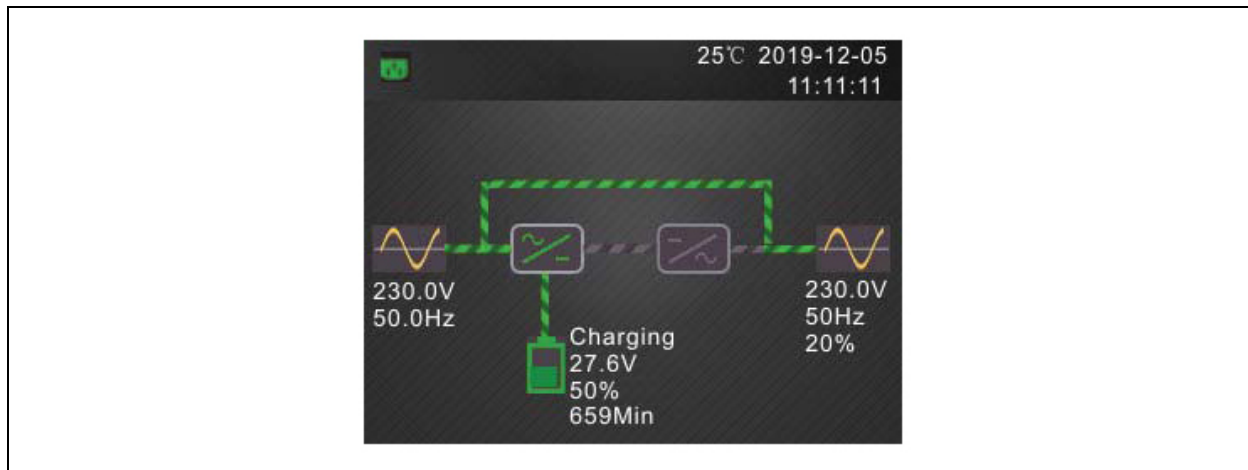 25℃ 2019-12-05
11:11:11
230.0V
50.0Hz
Charging
27.6V
50%
659Min
230.0V
50Hz
20%